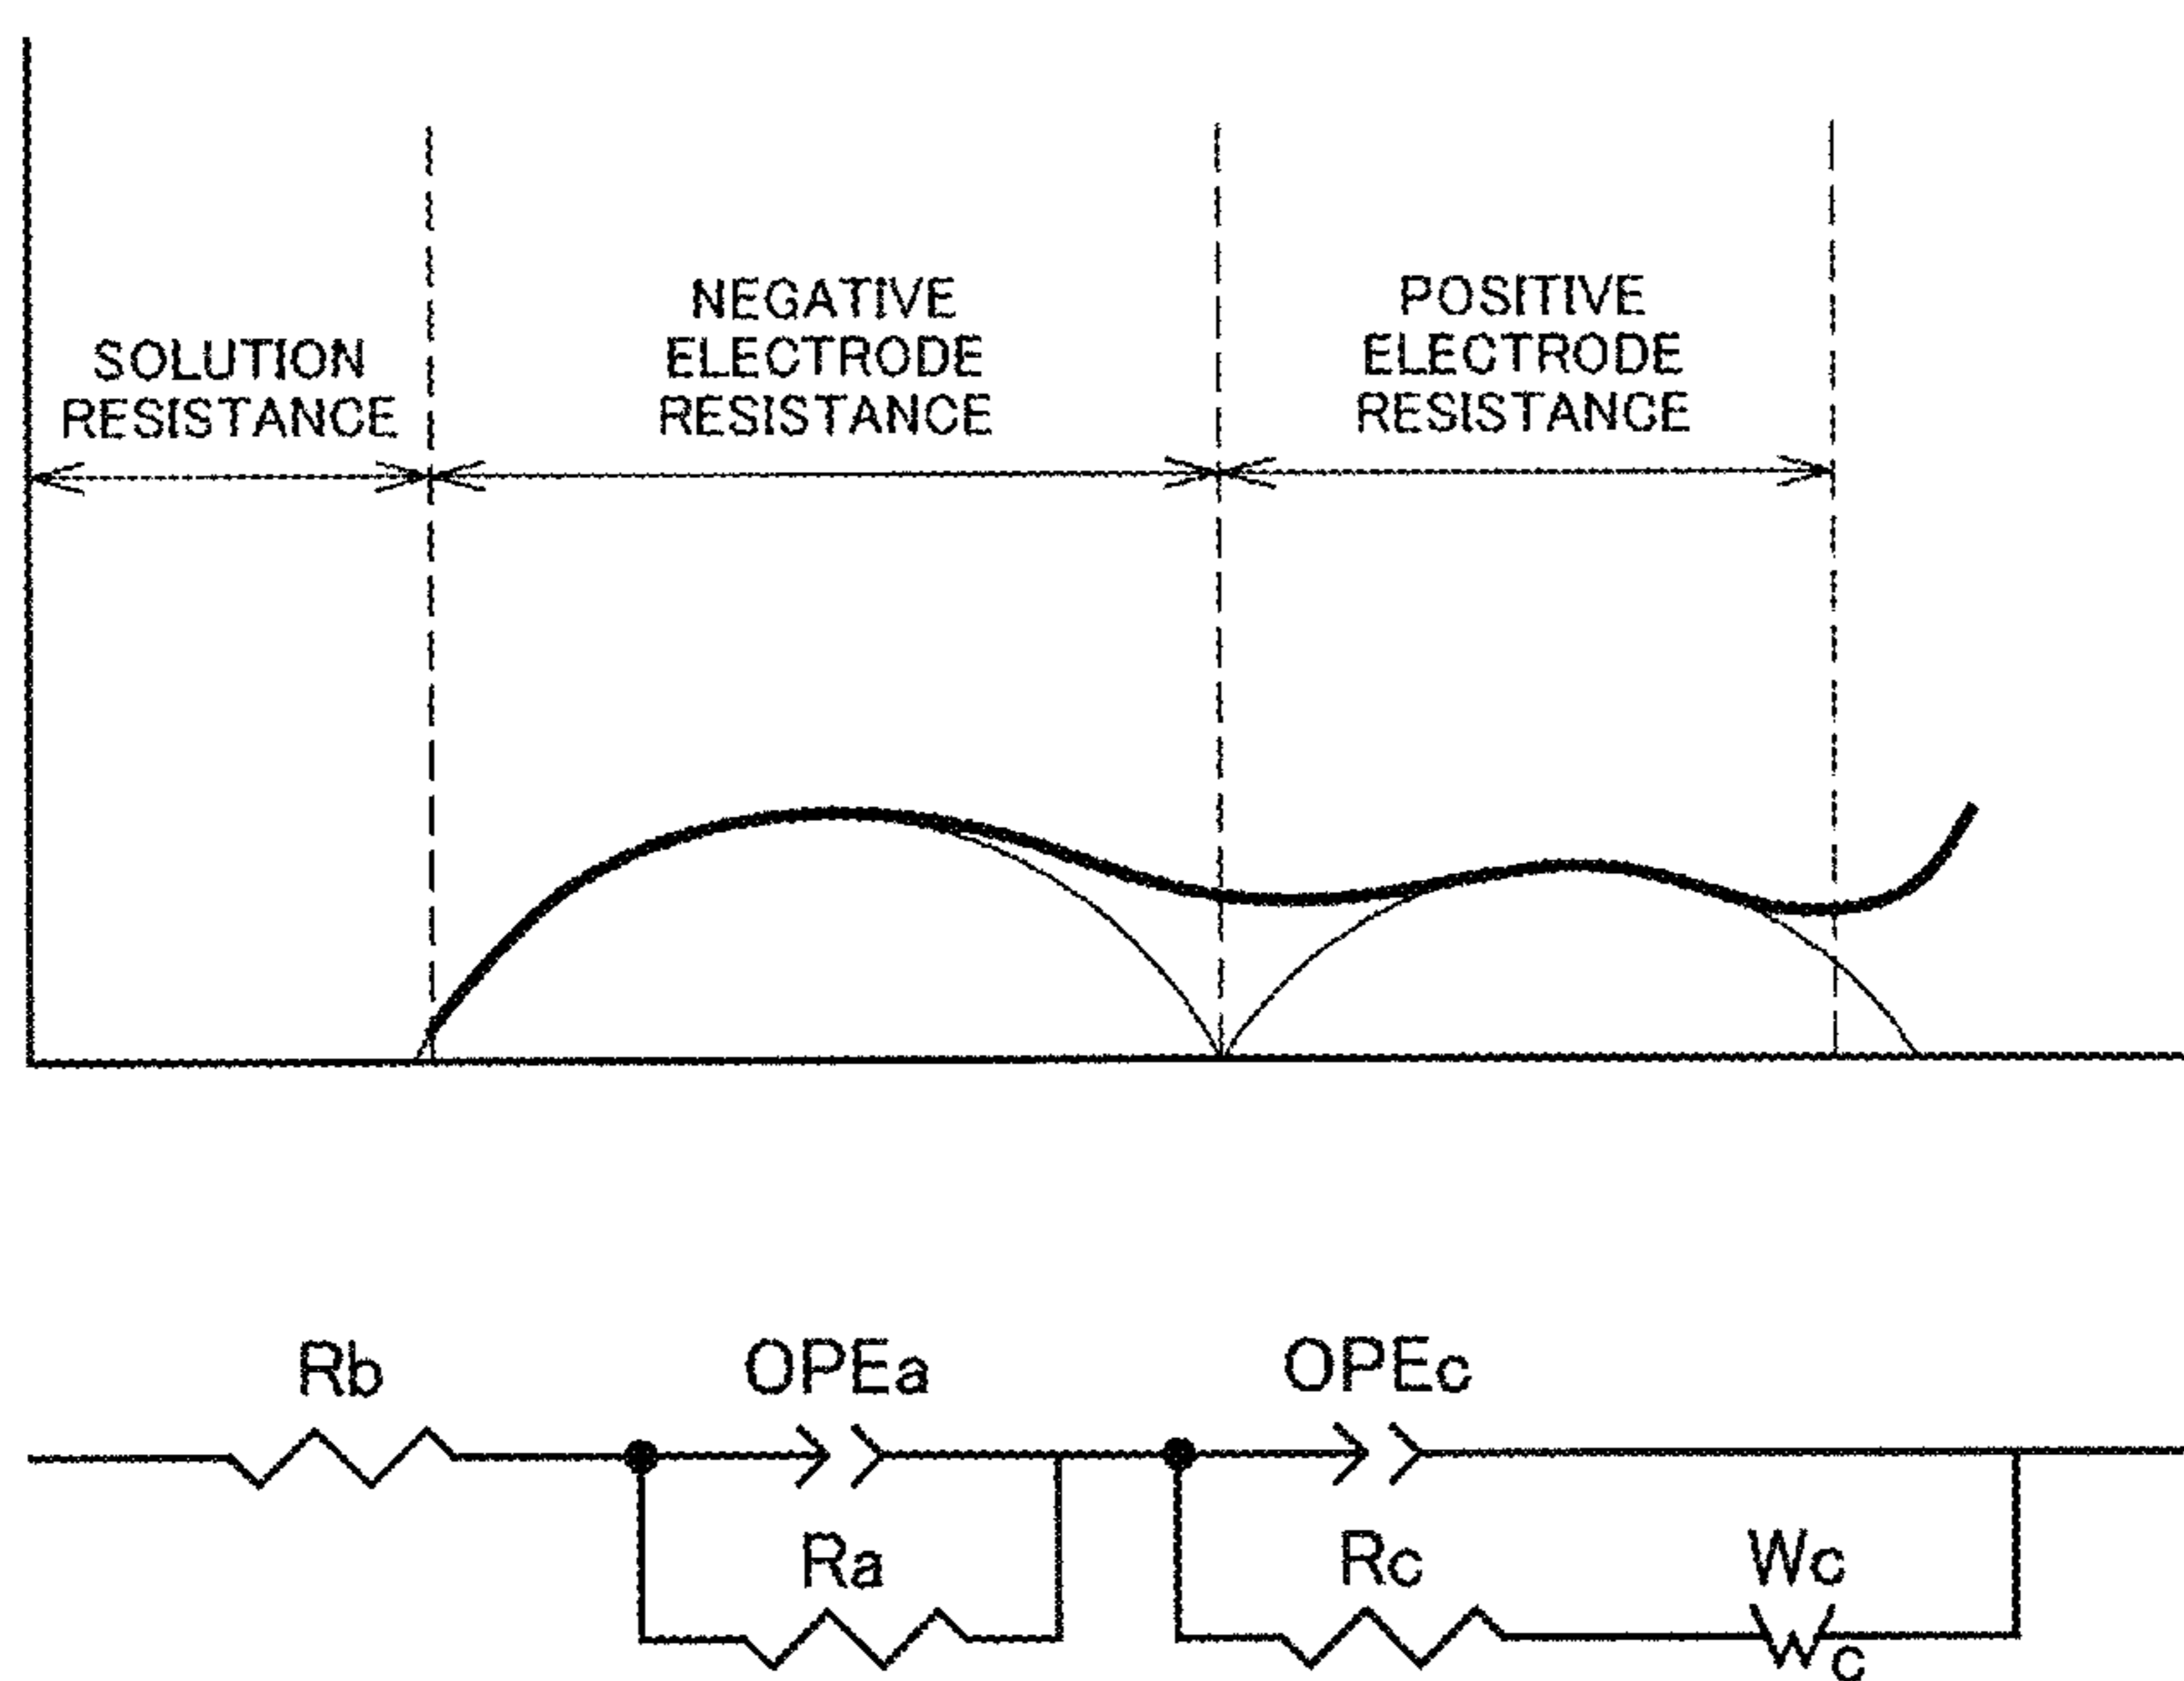 SOLUTION
RESISTANCE
NEGATIVE
ELECTRODE
RESISTANCE
POSITIVE
ELECTRODE
RESISTANCE
Rb
OPEa
OPEc
Ra
Rc
Wc
Wc